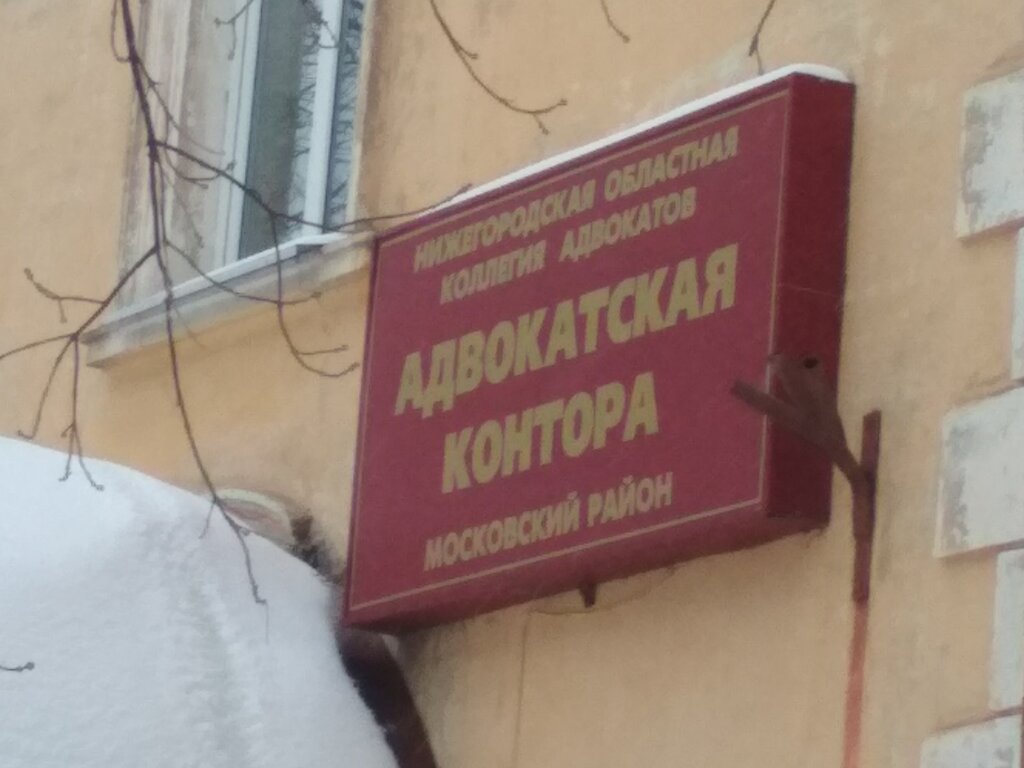 НИЖЕГОРОДСКАЯ ОБЛАСТНАЯ
КОЛЛЕГИЯ АДВОКАТОВ
АДВОКАТСКАЯ
КОНТОРА
МОСКОВСКИЙ РАЙОН